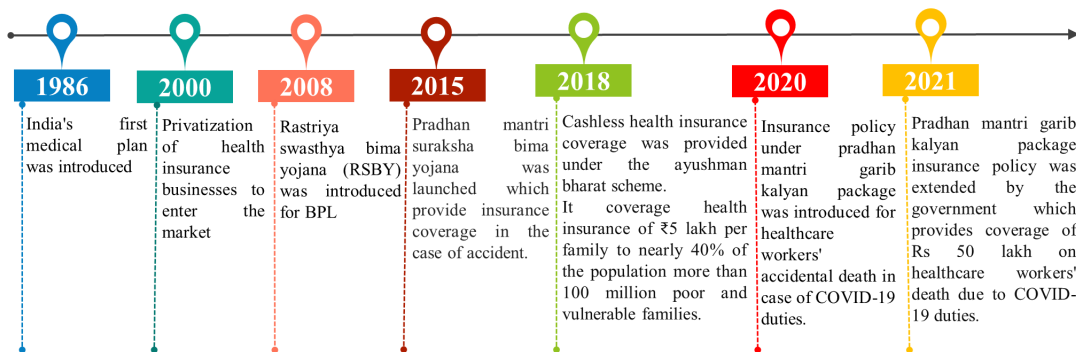 1986
India's first
medical plan
was introduced
2000
Privatization
of health
insurance
businesses to
enter the
market
2008
Rastriya
swasthya bima
yojana (RSBY)
was introduced
for BPL
2015
Pradhan mantri
suraksha bima
yojana was
launched which
provide insurance
coverage in the
case of accident.
2018
Cashless health insurance
coverage was provided
under the ayushman
bharat scheme.
It coverage health
insurance of ₹5 lakh per
family to nearly 40% of
the population more than
100 million poor and
vulnerable families.
2020
Insurance policy
under pradhan
mantri garib
kalyan package
was introduced for
healthcare
workers'
accidental death in
case of COVID-19
duties.
2021
Pradhan mantri garib
kalyan package
insurance policy was
extended by the
government which
provides coverage of
Rs 50 lakh on
healthcare workers'
death due to COVID-
19 duties.